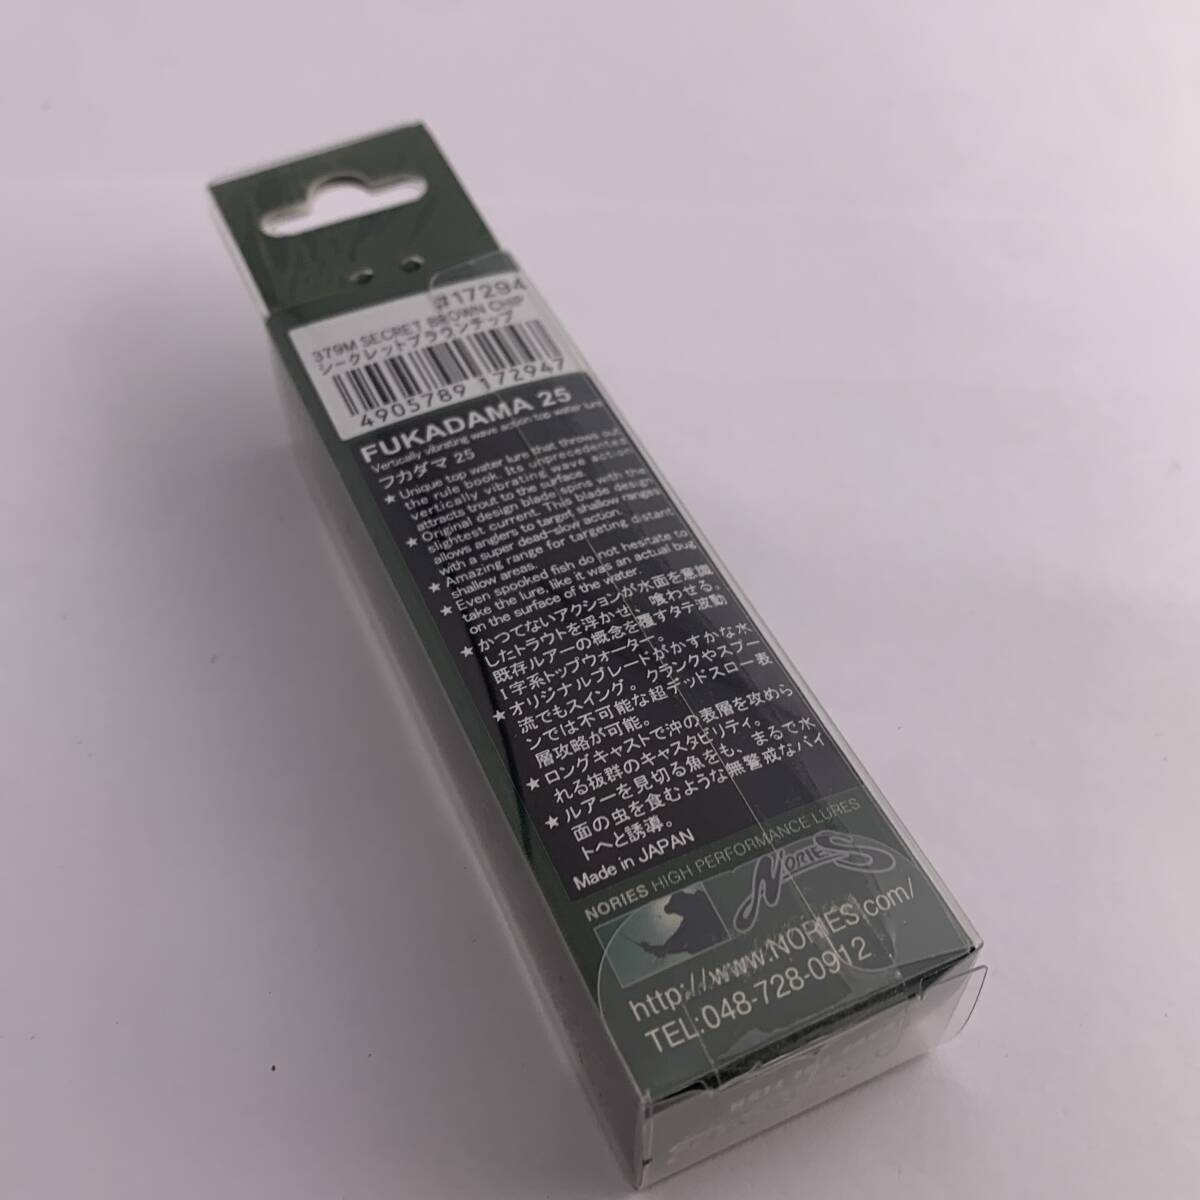 #17294
379M SECRET BROWN CHIP
シークレットブラウンチップ
4905789 172947
FUKADAMA 25
Vertically vibrating wave action top water lure
フカダマ 25
★ Unique top water lure that throws out
the rule book. Its unprecedented
vertically vibrating wave action
attracts trout to the surface.
★ Original design blade spins with the
slightest current. This blade design
allows anglers to target shallow ranges
with a super dead-slow action.
★ Amazing range for targeting distant
shallow areas.
★ Even spooked fish do not hesitate to
take the lure, like it was an actual bug
on the surface of the water.
★ かつてないアクションが水面を意識
したトラウトを浮かせ、喰わせる。
既存ルアーの概念を覆すタテ波動
I字系トップウォーター。
★ オリジナルブレードがかすかな水
流でもスイング。クランクやスプー
ンでは不可能な超デッドスロー表
層攻略が可能。
★ ロングキャストで沖の表層を攻めら
れる抜群のキャスタビリティ。
★ ルアーを見切る魚をも、まるで水
面の虫を食むような無警戒なバイ
トへと誘導。
Made in JAPAN
NORIES HIGH PERFORMANCE LURES
NORIES
http://www.NORIES.com/
TEL:048-728-0912